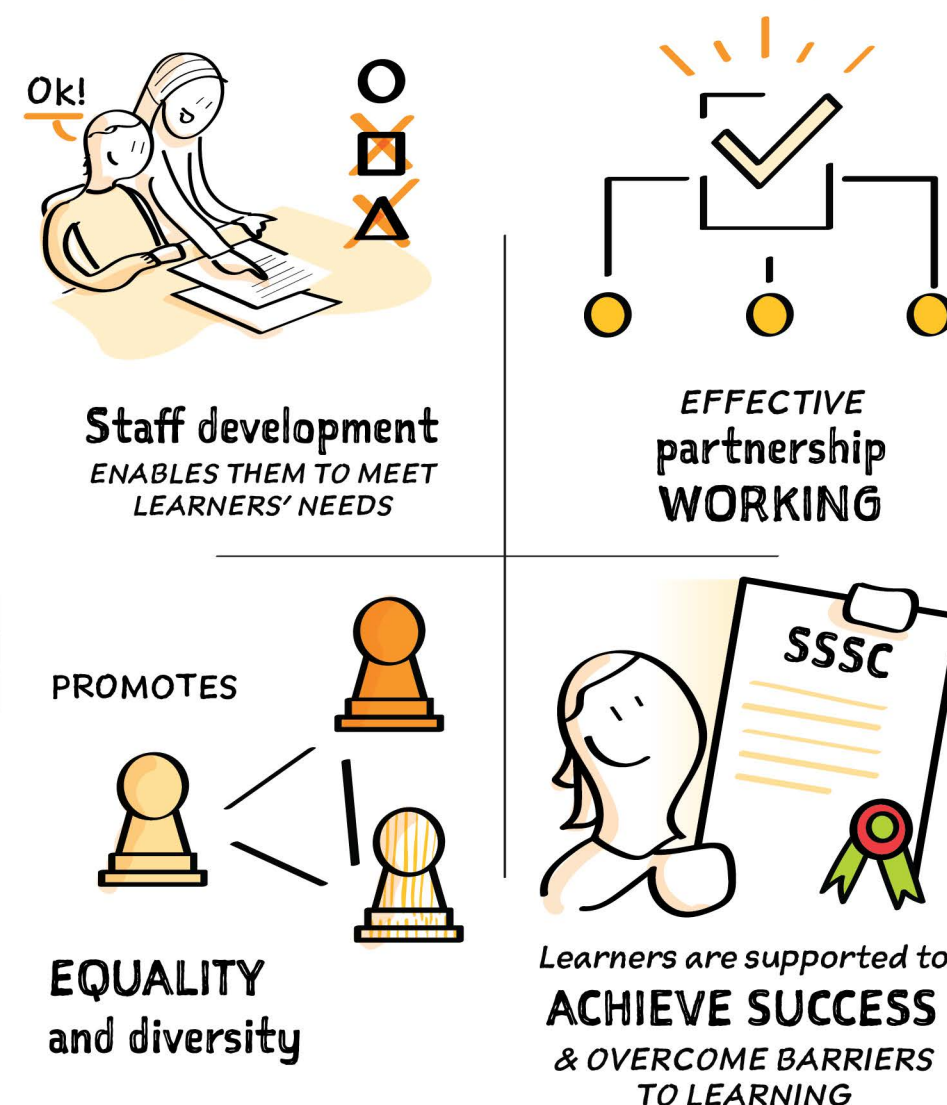 Ok!
Staff development
ENABLES THEM TO MEET
LEARNERS' NEEDS
EFFECTIVE
partnership
WORKING
PROMOTES
EQUALITY
and diversity
SSSC
Learners are supported to
ACHIEVE SUCCESS
& OVERCOME BARRIERS
TO LEARNING